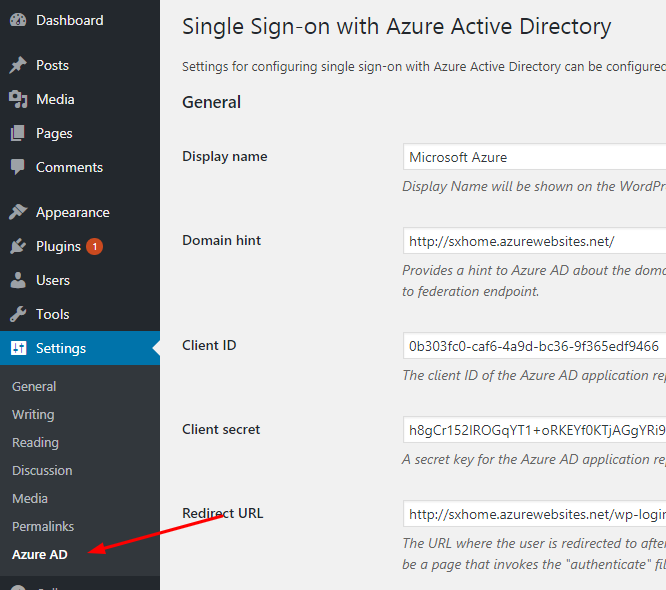 Dashboard
Posts
Media
Pages
Comments
Appearance
Plugins 1
Users
Tools
Settings
General
Writing
Reading
Discussion
Media
Permalinks
Azure AD
Single Sign-on with Azure Active Directory
Settings for configuring single sign-on with Azure Active Directory can be configured
General
Display name
Microsoft Azure
Display Name will be shown on the WordPr
Domain hint
http://sxhome.azurewebsites.net/
Provides a hint to Azure AD about the doma
to federation endpoint.
Client ID
0b303fc0-caf6-4a9d-bc36-9f365edf9466
The client ID of the Azure AD application reg
Client secret
h8gCr152IROGqYT1+oRKEYf0KTjAGgYRi9
A secret key for the Azure AD application re
Redirect URL
http://sxhome.azurewebsites.net/wp-login
The URL where the user is redirected to after
be a page that invokes the "authenticate" fil